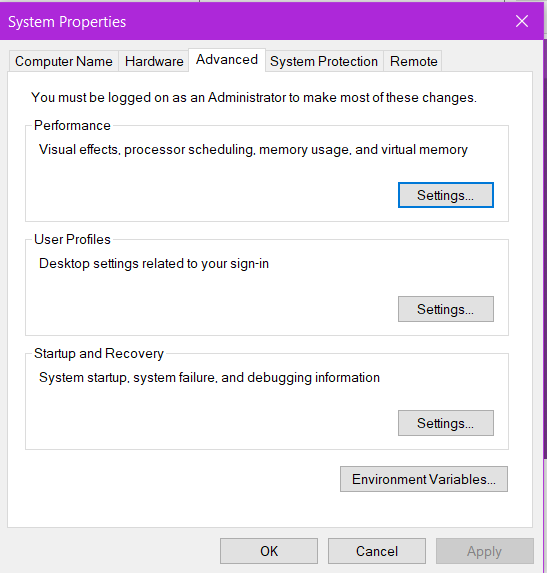 System Properties
Computer Name Hardware Advanced System Protection Remote
You must be logged on as an Administrator to make most of these changes.
Performance
Visual effects, processor scheduling, memory usage, and virtual memory
Settings...
User Profiles
Desktop settings related to your sign-in
Settings...
Startup and Recovery
System startup, system failure, and debugging information
Settings...
Environment Variables...
OK Cancel Apply